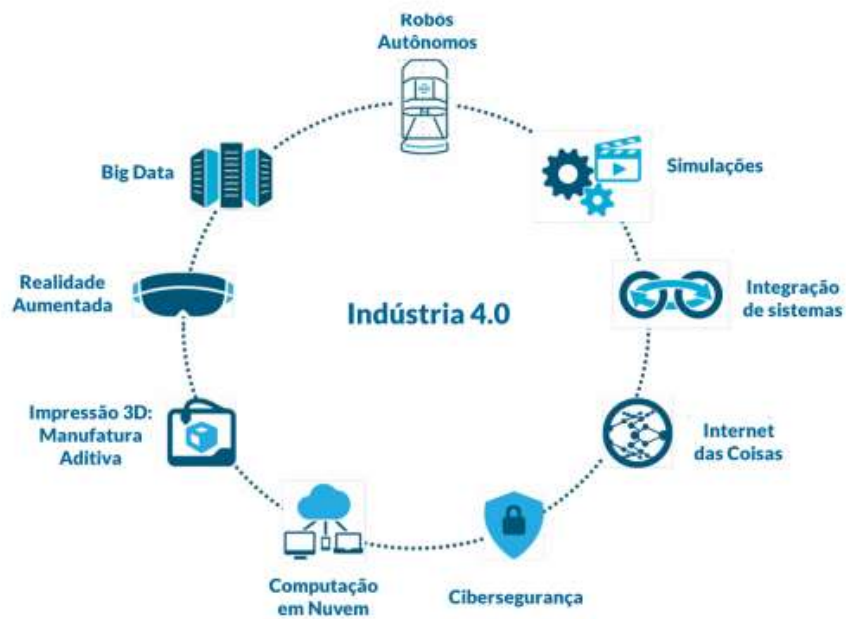 Robôs
Autônomos
Simulações
Integração
de sistemas
Internet
das Coisas
Cibersegurança
Computação
em Nuvem
Impressão 3D:
Manufatura
Aditiva
Realidade
Aumentada
Big Data
Indústria 4.0